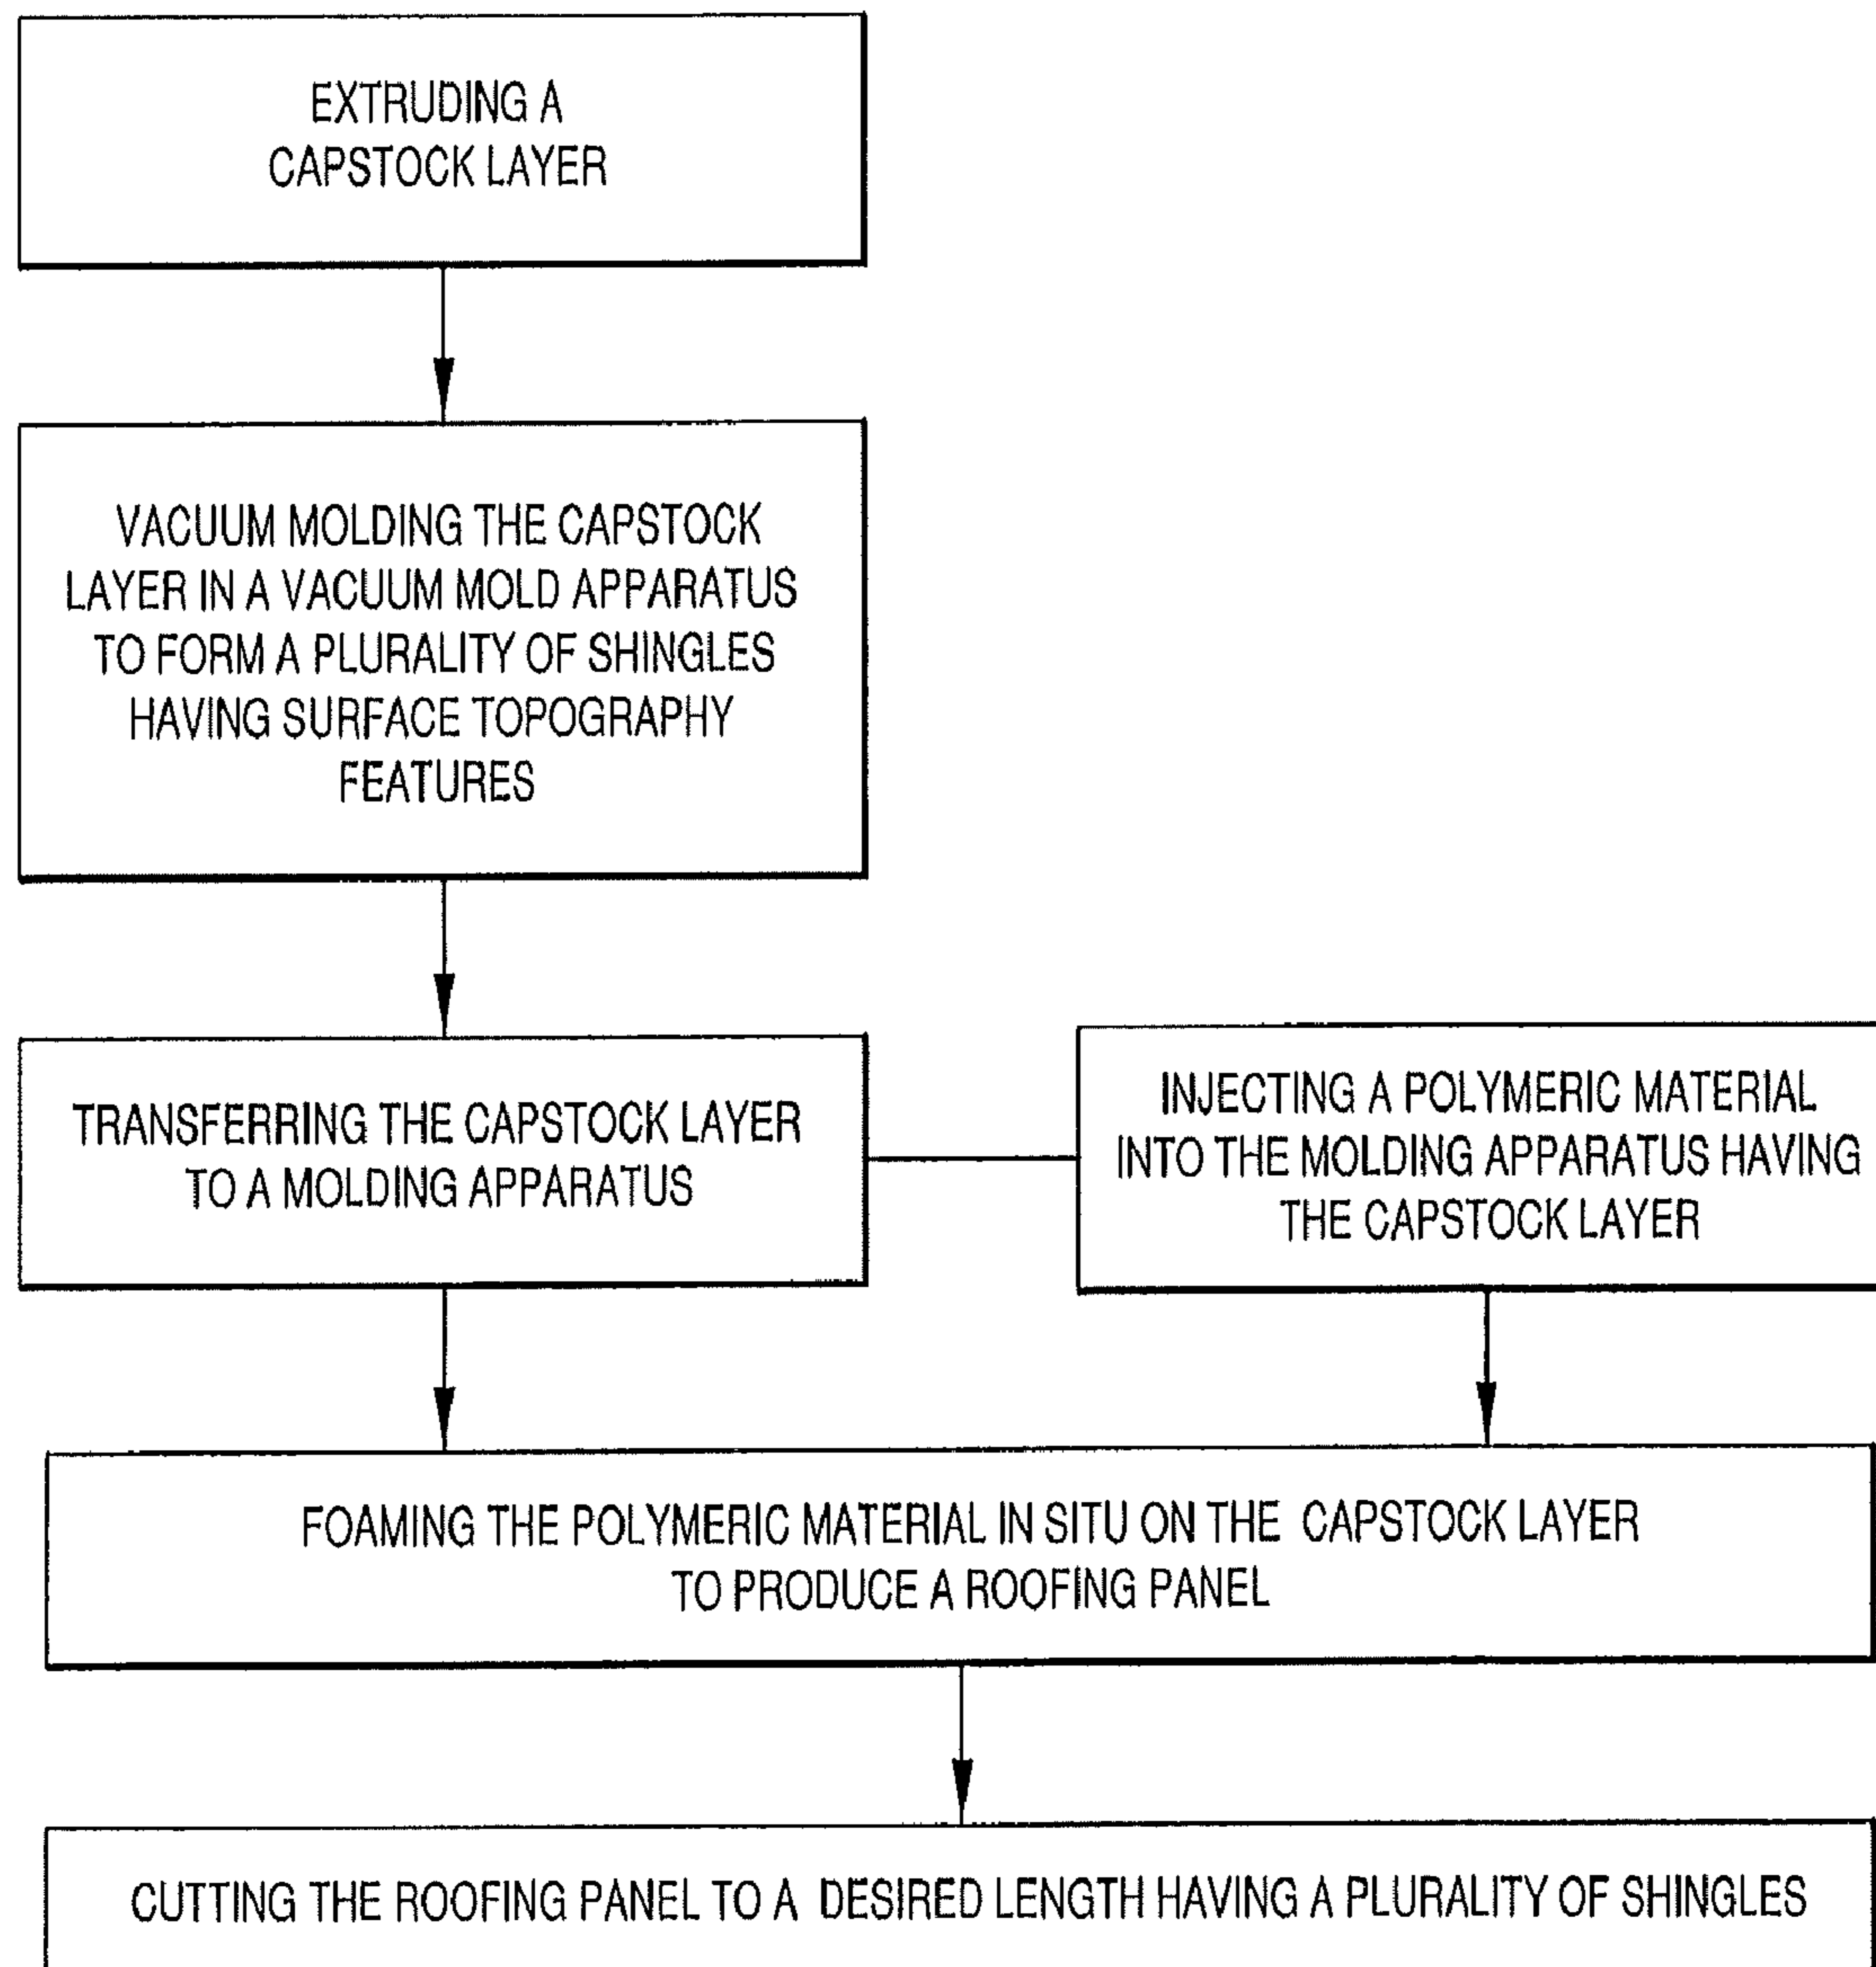 EXTRUDING A
CAPSTOCK LAYER
VACUUM MOLDING THE CAPSTOCK
LAYER IN A VACUUM MOLD APPARATUS
TO FORM A PLURALITY OF SHINGLES
HAVING SURFACE TOPOGRAPHY
FEATURES
TRANSFERRING THE CAPSTOCK LAYER
TO A MOLDING APPARATUS
INJECTING A POLYMERIC MATERIAL
INTO THE MOLDING APPARATUS HAVING
THE CAPSTOCK LAYER
FOAMING THE POLYMERIC MATERIAL IN SITU ON THE CAPSTOCK LAYER
TO PRODUCE A ROOFING PANEL
CUTTING THE ROOFING PANEL TO A DESIRED LENGTH HAVING A PLURALITY OF SHINGLES